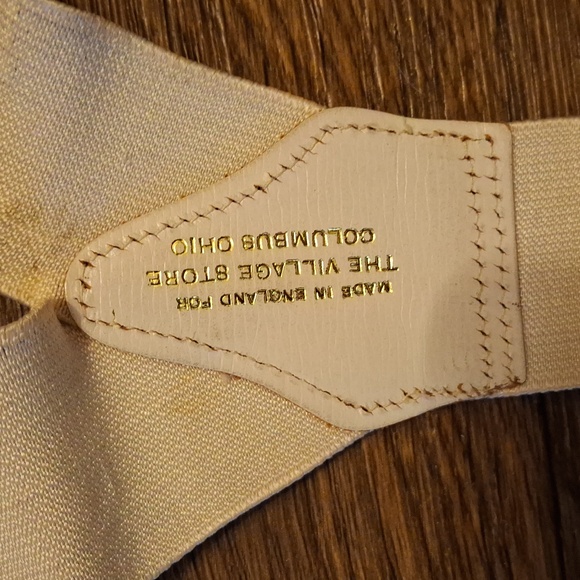 MADE IN ENGLAND FOR
THE VILLAGE STORE
COLUMBUS OHIO